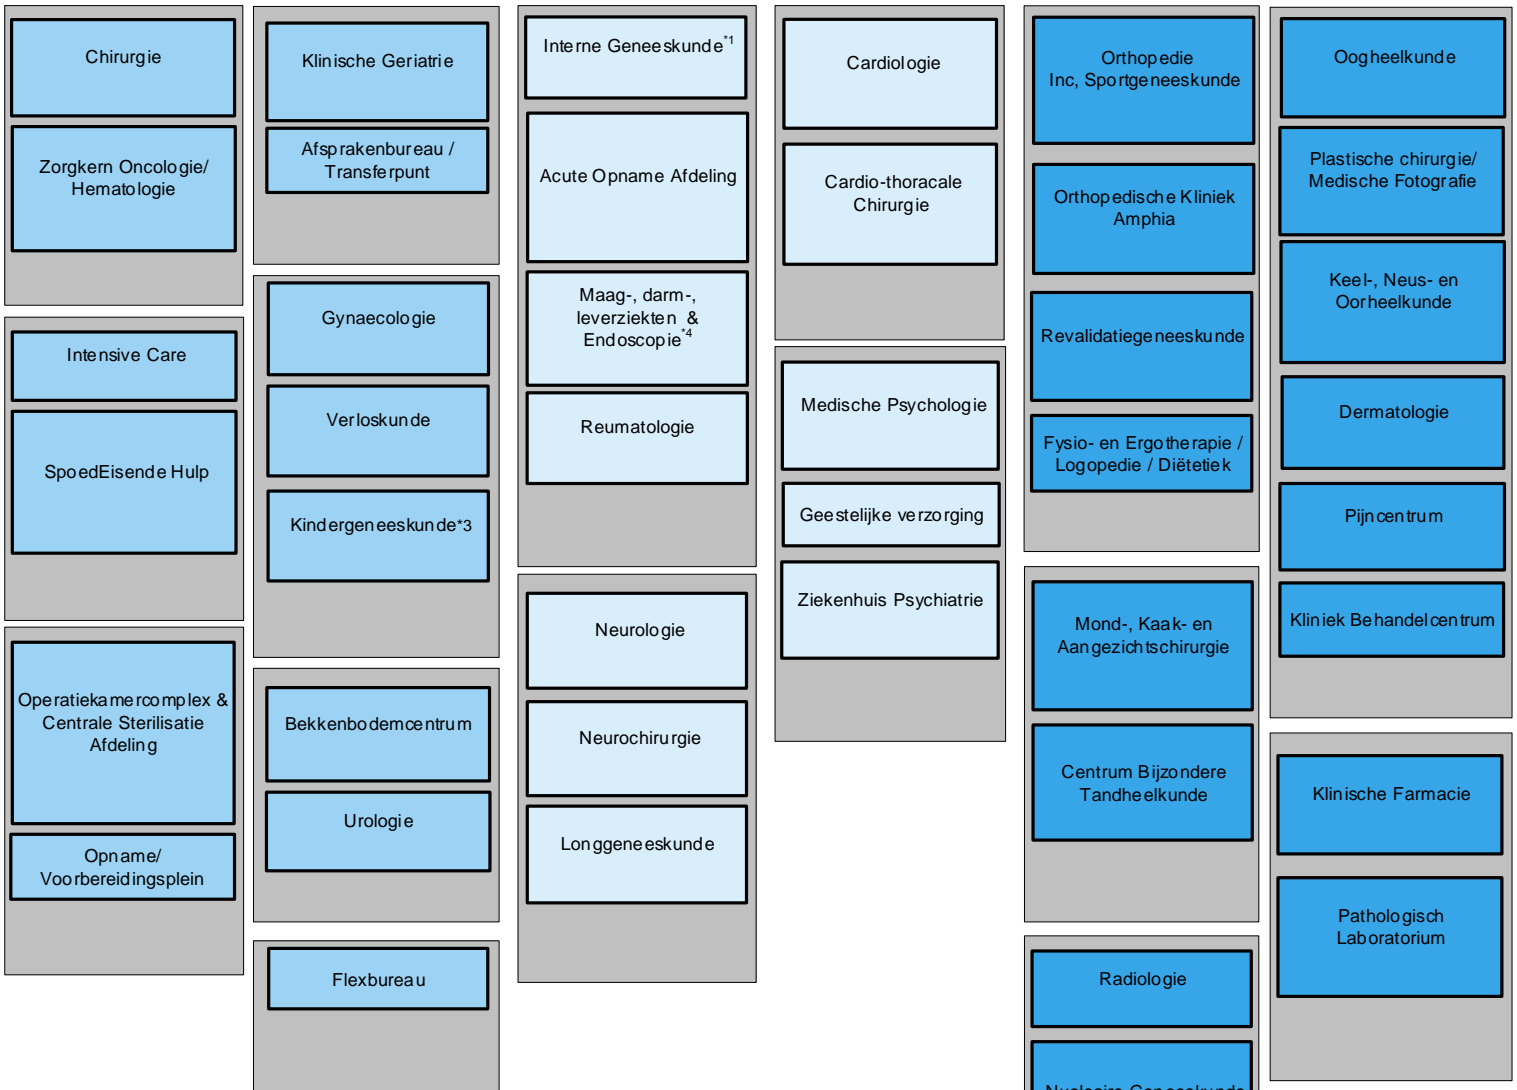 Chirurgie
Zorgkern Oncologie/
Hematologie
Intensive Care
SpoedEisende Hulp
Operatiekamercomplex &
Centrale Sterilisatie
Afdeling
Opname/
Voorbereidingsplein
Klinische Geriatrie
Afsprakenbureau /
Transferpunt
Gynaecologie
Verloskunde
Kindergeneeskunde*3
Bekkenbodemcentrum
Urologie
Flexbureau
Interne Geneeskunde*1
Acute Opname Afdeling
Maag-, darm-,
leverziekten &
Endoscopie*4
Reumatologie
Neurologie
Neurochirurgie
Longgeneeskunde
Cardiologie
Cardio-thoracale
Chirurgie
Medische Psychologie
Geestelijke verzorging
Ziekenhuis Psychiatrie
Orthopedie
Inc, Sportgeneeskunde
Orthopedische Kliniek
Amphia
Revalidatiegeneeskunde
Fysio- en Ergotherapie /
Logopedie / Diëtetiek
Mond-, Kaak- en
Aangezichtschirurgie
Centrum Bijzondere
Tandheelkunde
Radiologie
Nucleaire Geneeskunde
Oogheelkunde
Plastische chirurgie/
Medische Fotografie
Keel-, Neus- en
Oorheelkunde
Dermatologie
Pijncentrum
Kliniek Behandelcentrum
Klinische Farmacie
Pathologisch
Laboratorium